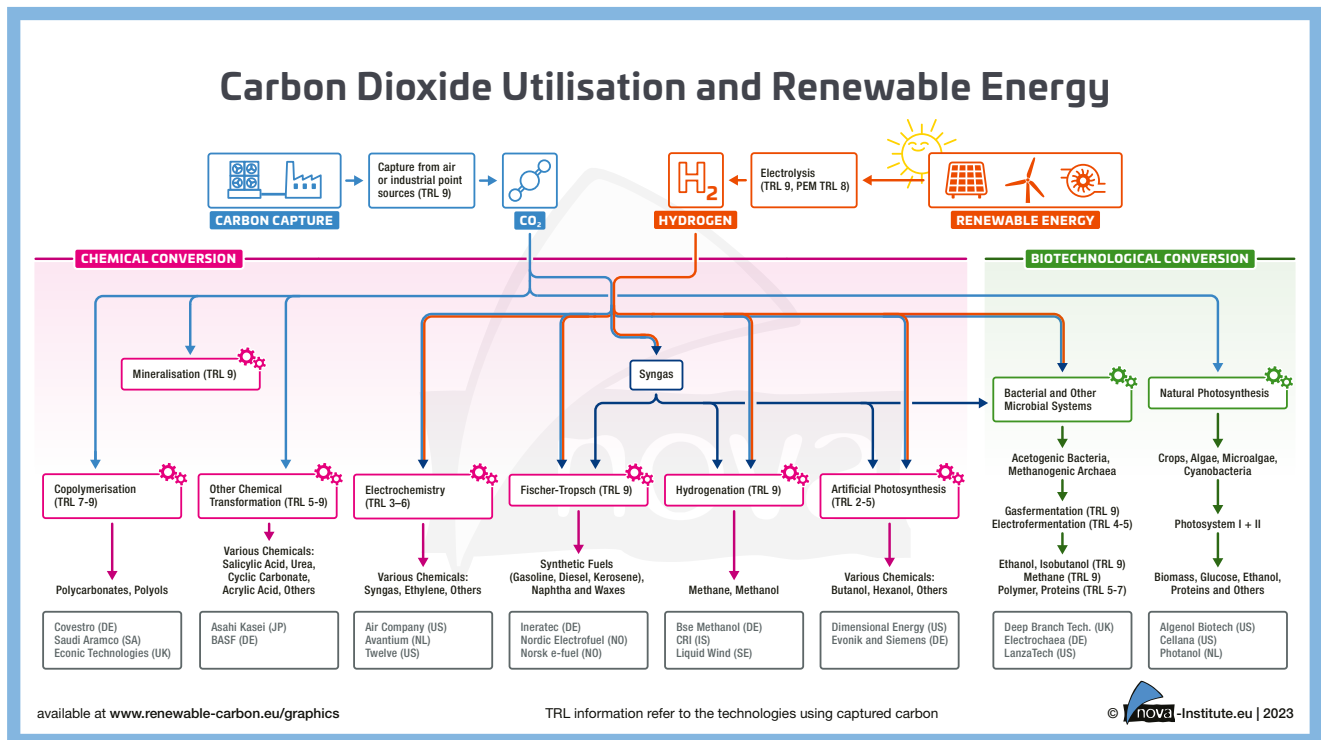 Carbon Dioxide Utilisation and Renewable Energy
Capture from air
or industrial point
sources (TRL 9)
H2
Electrolysis
(TRL 9, PEM TRL 8)
CARBON CAPTURE
CO₂
HYDROGEN
RENEWABLE ENERGY
CHEMICAL CONVERSION
BIOTECHNOLOGICAL CONVERSION
Mineralisation (TRL 9)
Syngas
Bacterial and Other
Microbial Systems
Natural Photosynthesis
Acetogenic Bacteria,
Methanogenic Archaea
Crops, Algae, Microalgae,
Cyanobacteria
nova
Copolymerisation
(TRL 7-9)
Other Chemical
Transformation (TRL 5-9)
Electrochemistry
(TRL 3–6)
Fischer-Tropsch (TRL 9)
Hydrogenation (TRL 9)
Artificial Photosynthesis
(TRL 2-5)
Gasfermentation (TRL 9)
Electrofermentation (TRL 4-5)
Photosystem I + II
Polycarbonates, Polyols
Various Chemicals:
Salicylic Acid, Urea,
Cyclic Carbonate,
Acrylic Acid, Others
Various Chemicals:
Syngas, Ethylene, Others
Synthetic Fuels
(Gasoline, Diesel, Kerosene),
Naphtha and Waxes
Methane, Methanol
Various Chemicals:
Butanol, Hexanol, Others
Ethanol, Isobutanol (TRL 9)
Methane (TRL 9)
Polymer, Proteins (TRL 5-7)
Biomass, Glucose, Ethanol,
Proteins and Others
Covestro (DE)
Saudi Aramco (SA)
Econic Technologies (UK)
Asahi Kasei (JP)
BASF (DE)
Air Company (US)
Avantium (NL)
Twelve (US)
Ineratec (DE)
Nordic Electrofuel (NO)
Norsk e-fuel (NO)
Bse Methanol (DE)
CRI (IS)
Liquid Wind (SE)
Dimensional Energy (US)
Evonik and Siemens (DE)
Deep Branch Tech. (UK)
Electrochaea (DE)
LanzaTech (US)
Algenol Biotech (US)
Cellana (US)
Photanol (NL)
available at www.renewable-carbon.eu/graphics
TRL information refer to the technologies using captured carbon
© nova-Institute.eu | 2023